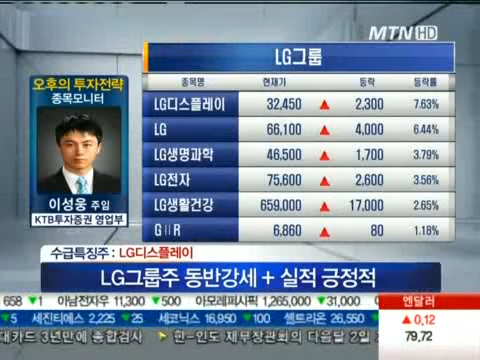 MTN HD
LG그룹
오후의 투자전략
종목모니터
이성웅 주임
KTB투자증권 영업부
종목명 현재가 등락 등락률
LG디스플레이 32,450 ▲ 2,300 7.63%
LG 66,100 ▲ 4,000 6.44%
LG생명과학 46,500 ▲ 1,700 3.79%
LG전자 75,600 ▲ 2,600 3.56%
LG생활건강 659,000 ▲ 17,000 2.65%
GⅡR 6,860 ▲ 80 1.18%
수급특징주 : LG디스플레이
LG그룹주 동반강세 + 실적 긍정적
658 ▼1 아남전자우 11,300 ▼500 아모레퍼시픽 1,265,000 ▼31,000
▼5 세진티에스 2,225 ▼25 세코닉스 16,950 ▼100 셀트리온 26,550
대카드 3년만에 종합검사 한-인도 재무장관회의 다음달 2일
엔달러
▲ 0,12
79,72